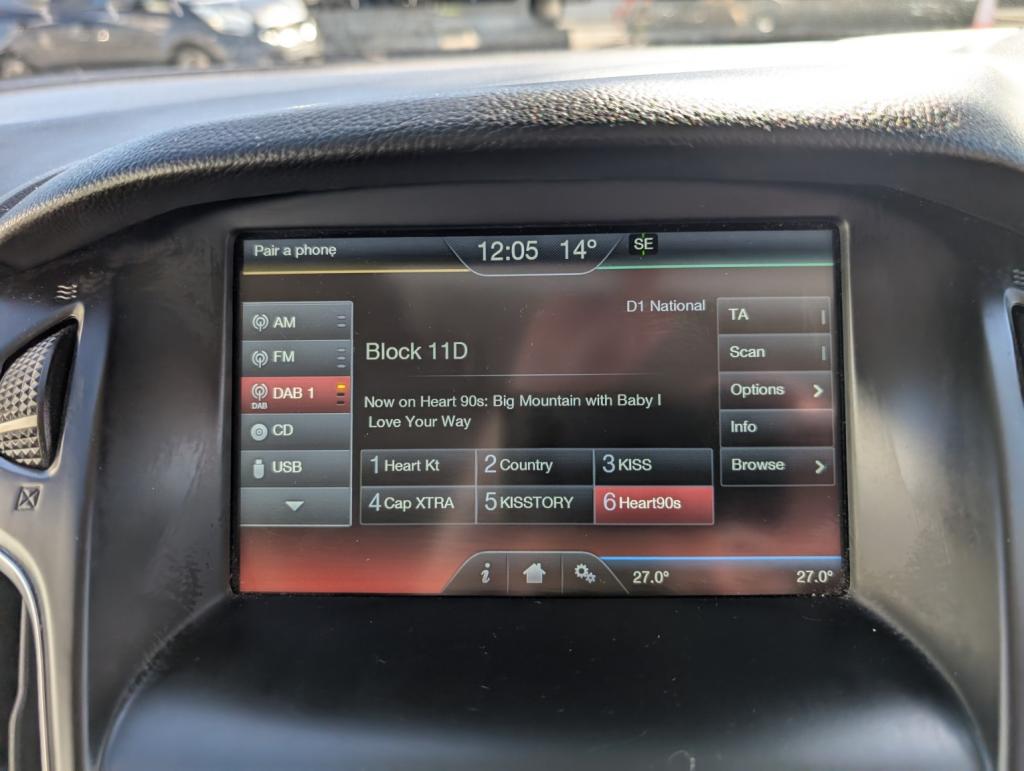 Pair a phone
12:05 14° SE
D1 National
AM
FM
DAB 1
DAB
CD
USB
Block 11D
Now on Heart 90s: Big Mountain with Baby I
Love Your Way
1 Heart Kt 2 Country 3 KISS
4 Cap XTRA 5 KISSTORY 6 Heart90s
TA
Scan
Options
Info
Browse
i
27.0° 27.0°